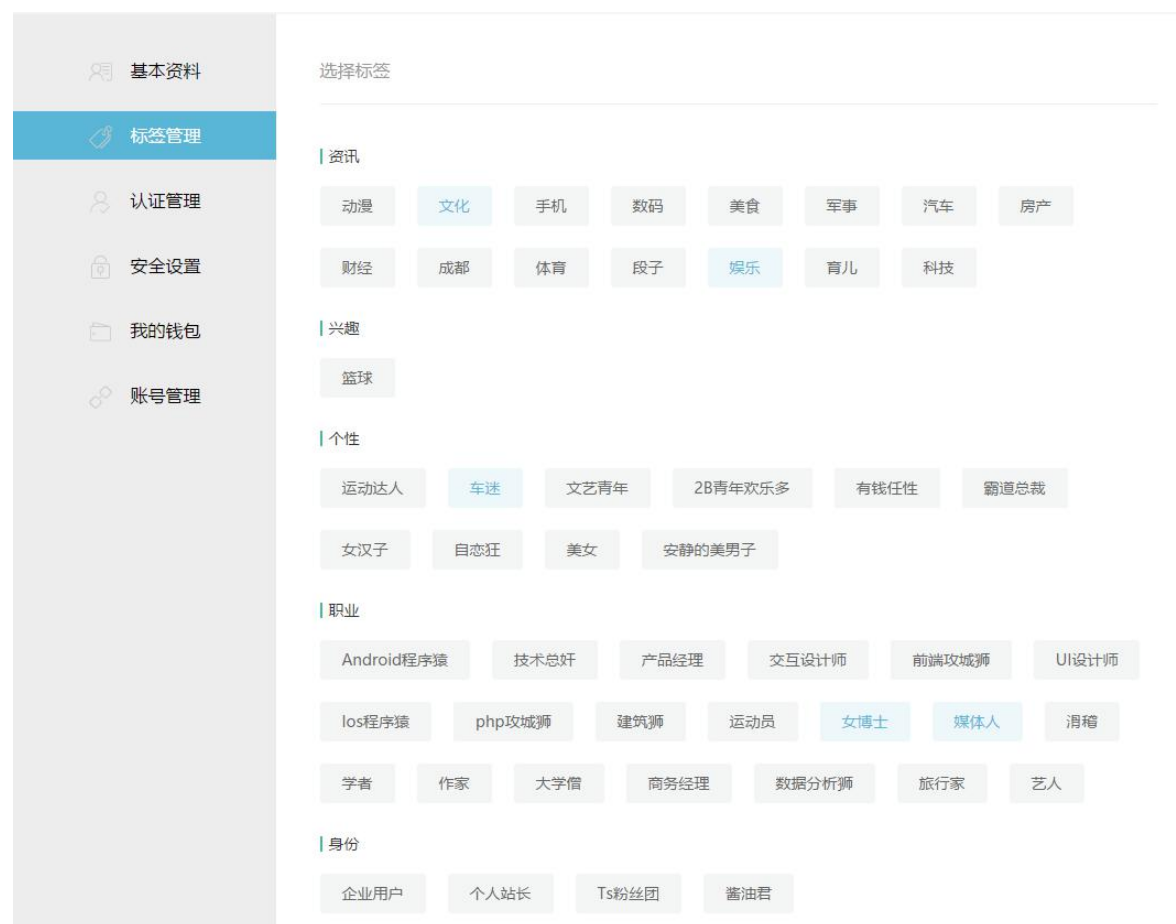 基本资料
标签管理
认证管理
安全设置
我的钱包
账号管理
选择标签
资讯
动漫 文化 手机 数码 美食 军事 汽车 房产
财经 成都 体育 段子 娱乐 育儿 科技
兴趣
篮球
个性
运动达人 车迷 文艺青年 2B青年欢乐多 有钱任性 霸道总裁
女汉子 自恋狂 美女 安静的美男子
职业
Android程序猿 技术总奸 产品经理 交互设计师 前端攻城狮 UI设计师
Ios程序猿 php攻城狮 建筑狮 运动员 女博士 媒体人 滑稽
学者 作家 大学僧 商务经理 数据分析狮 旅行家 艺人
身份
企业用户 个人站长 Ts粉丝团 酱油君